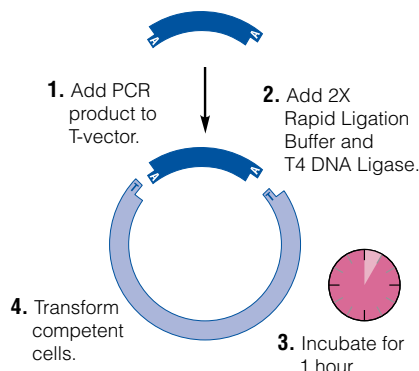 A A
1. Add PCR
product to
T-vector.
2. Add 2X
Rapid Ligation
Buffer and
T4 DNA Ligase.
A A
T T
4. Transform
competent
cells.
3. Incubate for
1 hour